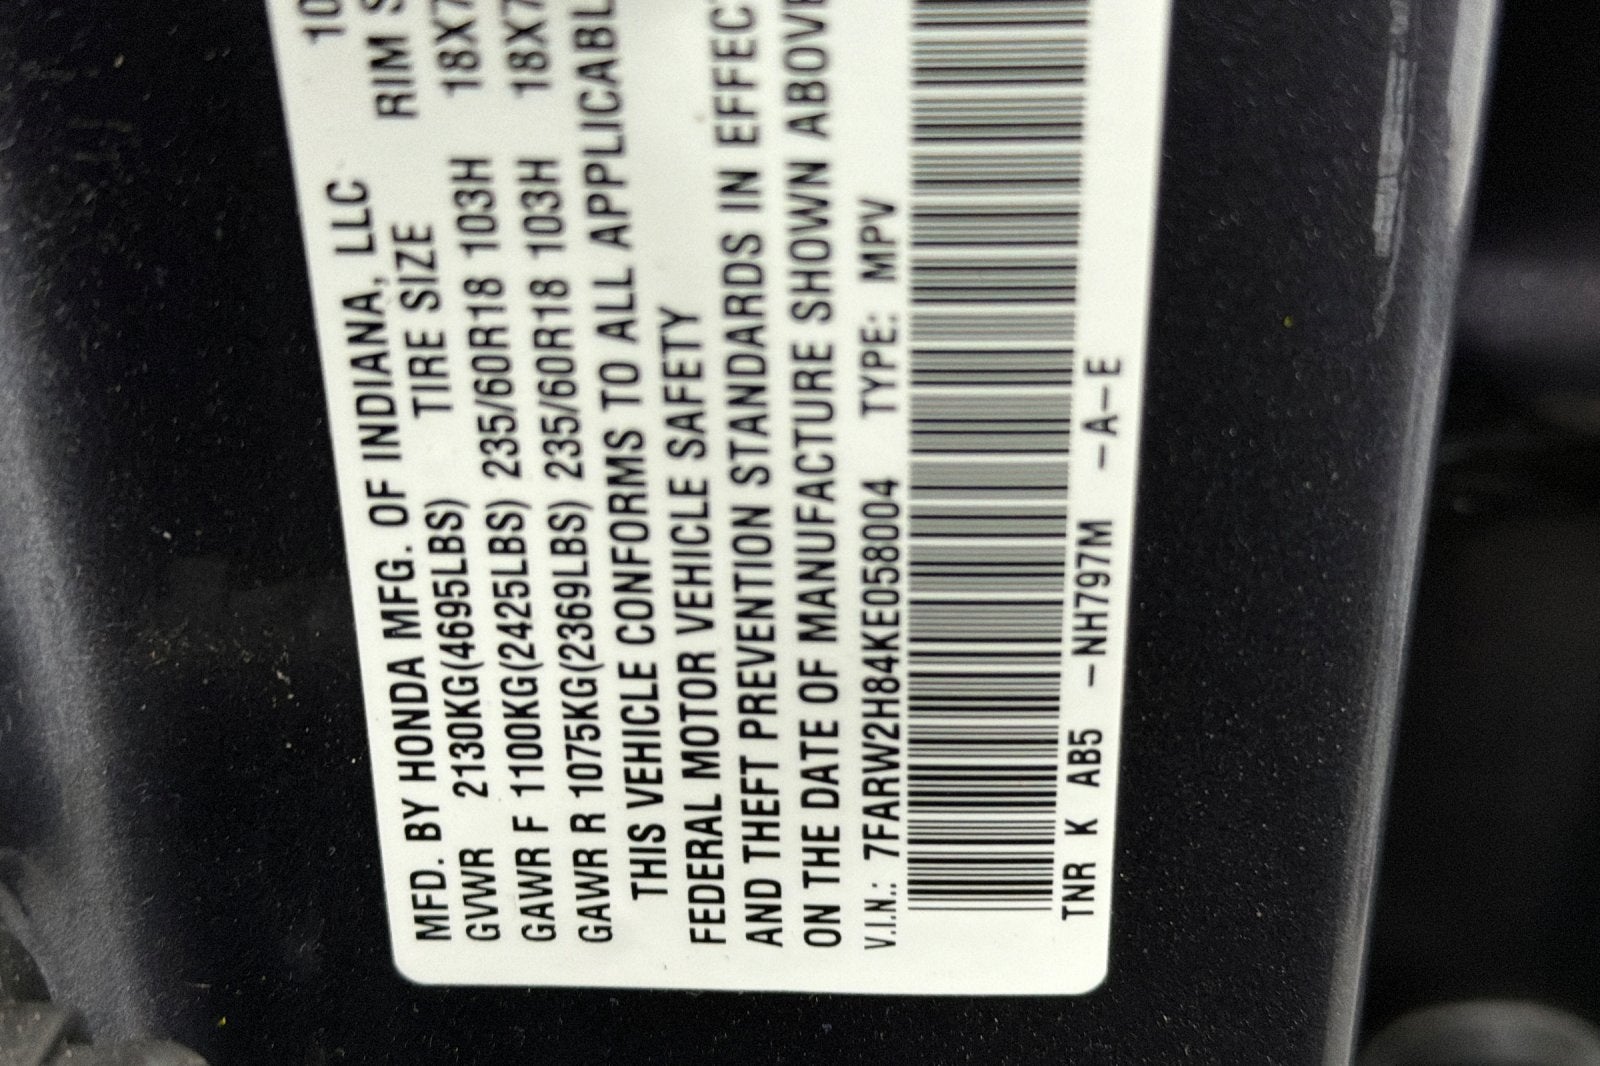 MFD. BY HONDA MFG. OF INDIANA, LLC 10
TIRE SIZE RIM S
GVWR 2130KG(4695LBS) 235/60R18 103H 18X7
GAWR F 1100KG(2425LBS) 235/60R18 103H 18X7
GAWR R 1075KG(2369LBS)
THIS VEHICLE CONFORMS TO ALL APPLICABL
FEDERAL MOTOR VEHICLE SAFETY
AND THEFT PREVENTION STANDARDS IN EFFECT
ON THE DATE OF MANUFACTURE SHOWN ABOVE
V.I.N.: 7FARW2H84KE058004 TYPE: MPV
TNR K AB5 -NH797M -A-E